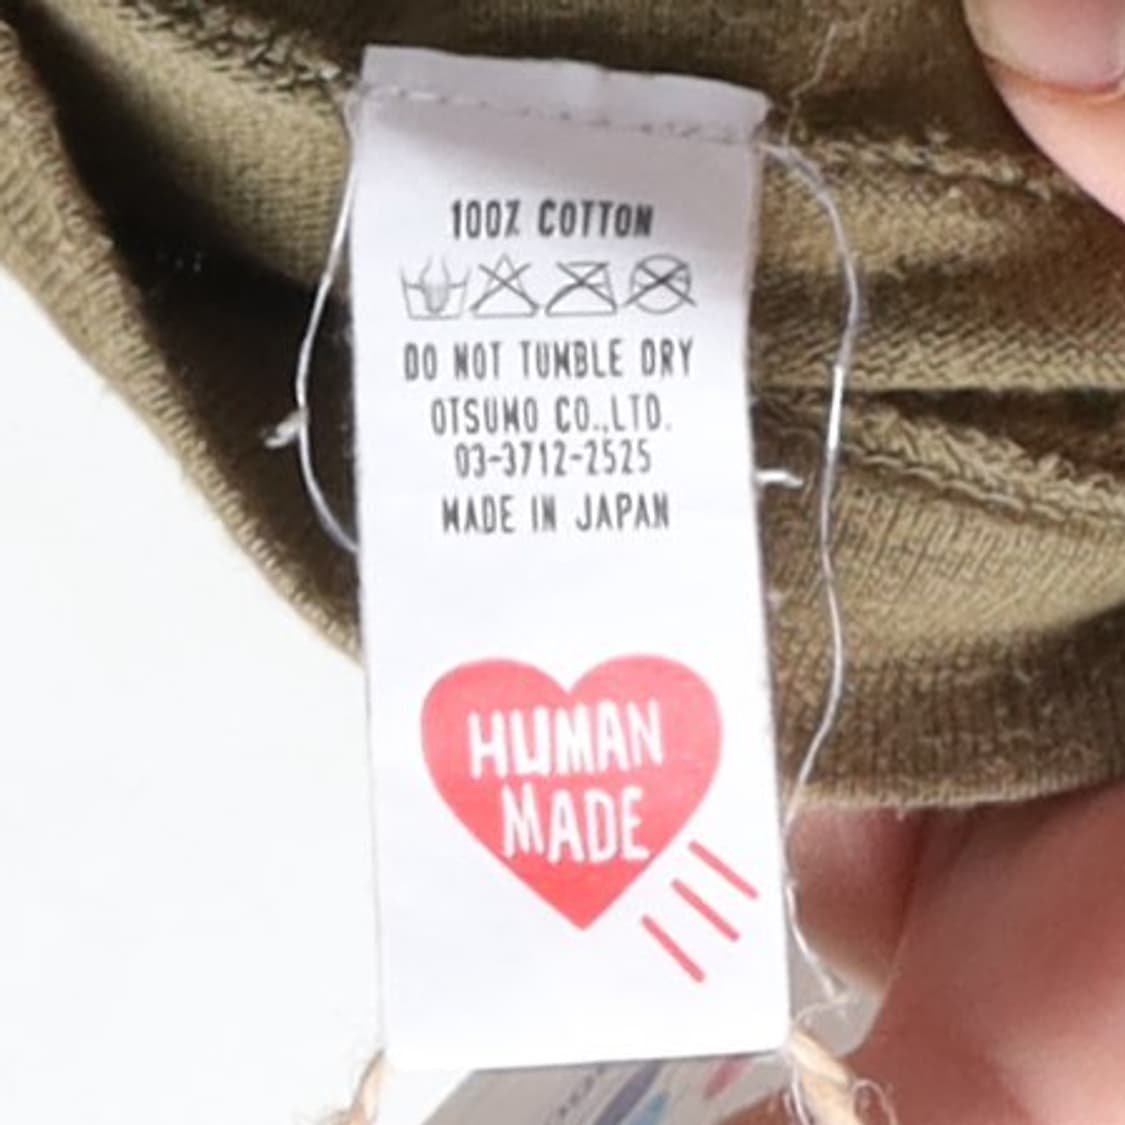 100% COTTON
DO NOT TUMBLE DRY
OTSUMO CO.,LTD.
03-3712-2525
MADE IN JAPAN
HUMAN
MADE